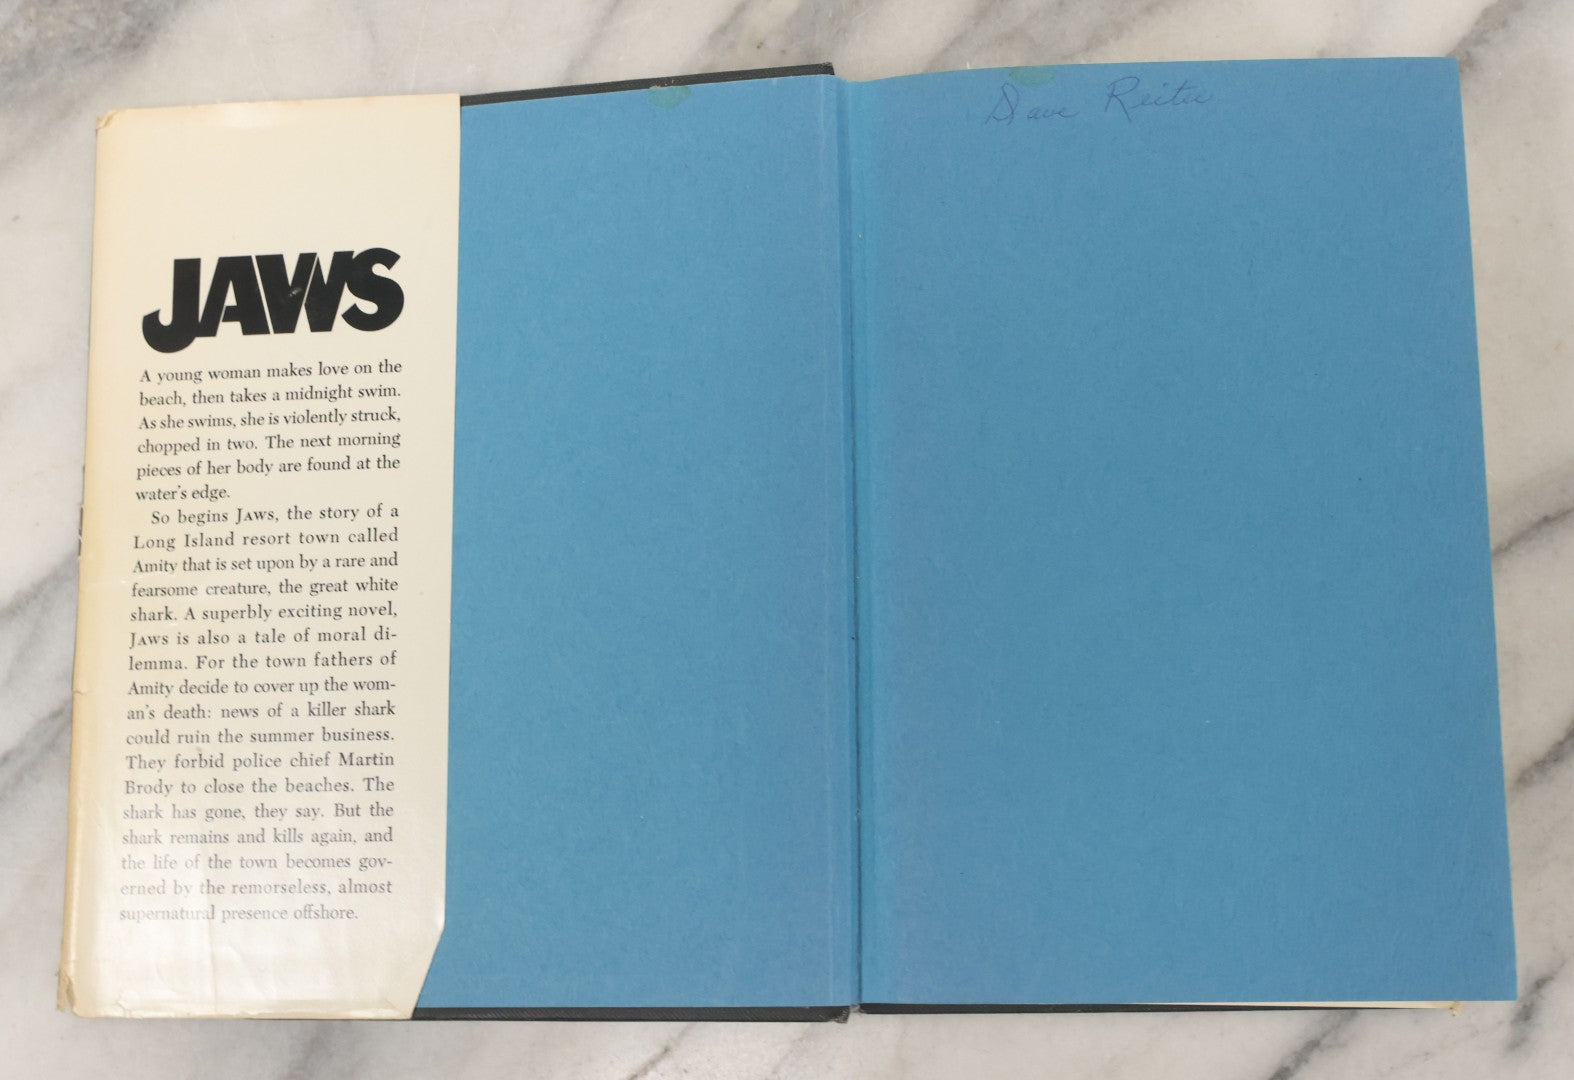 JAWS
A young woman makes love on the
beach, then takes a midnight swim.
As she swims, she is violently struck,
chopped in two. The next morning
pieces of her body are found at the
water's edge.
So begins JAWS, the story of a
Long Island resort town called
Amity that is set upon by a rare and
fearsome creature, the great white
shark. A superbly exciting novel,
JAWS is also a tale of moral di-
lemma. For the town fathers of
Amity decide to cover up the wom-
an's death: news of a killer shark
could ruin the summer business.
They forbid police chief Martin
Brody to close the beaches. The
shark has gone, they say. But the
shark remains and kills again, and
the life of the town becomes gov-
erned by the remorseless, almost
supernatural presence offshore.
Dave